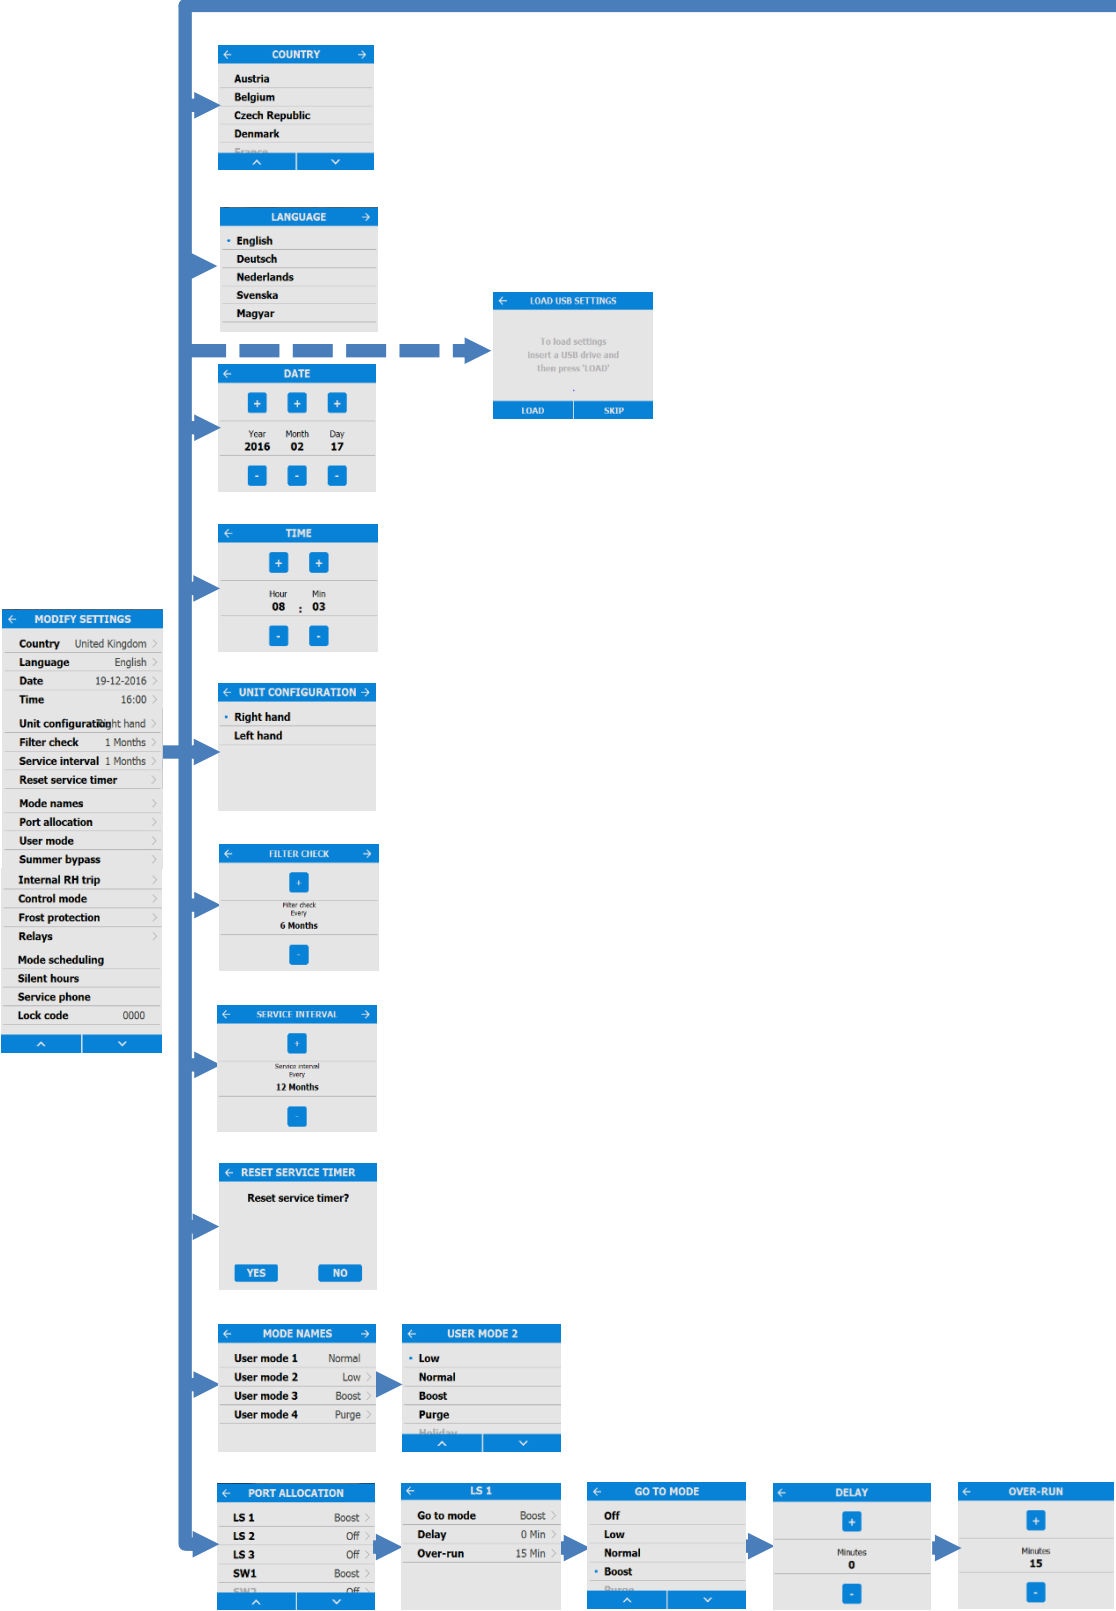 COUNTRY
Austria
Belgium
Czech Republic
Denmark
France
LANGUAGE
English
Deutsch
Nederlands
Svenska
Magyar
LOAD USB SETTINGS
To load settings
insert a USB drive and
then press 'LOAD'
LOAD SKIP
DATE
+ + +
Year Month Day
2016 02 17
- - -
TIME
+ +
Hour Min
08 : 03
- -
MODIFY SETTINGS
Country United Kingdom
Language English
Date 19-12-2016
Time 16:00
Unit configuration Right hand
Filter check 1 Months
Service interval 1 Months
Reset service timer
Mode names
Port allocation
User mode
Summer bypass
Internal RH trip
Control mode
Frost protection
Relays
Mode scheduling
Silent hours
Service phone
Lock code 0000
UNIT CONFIGURATION
Right hand
Left hand
FILTER CHECK
+
Filter check
Every
6 Months
-
SERVICE INTERVAL
+
Service interval
Every
12 Months
-
RESET SERVICE TIMER
Reset service timer?
YES NO
MODE NAMES
User mode 1 Normal
User mode 2 Low
User mode 3 Boost
User mode 4 Purge
USER MODE 2
Low
Normal
Boost
Purge
Holiday
PORT ALLOCATION
LS 1 Boost
LS 2 Off
LS 3 Off
SW1 Boost
SW2 Off
LS 1
Go to mode Boost
Delay 0 Min
Over-run 15 Min
GO TO MODE
Off
Low
Normal
Boost
Purge
DELAY
+
Minutes
0
-
OVER-RUN
+
Minutes
15
-